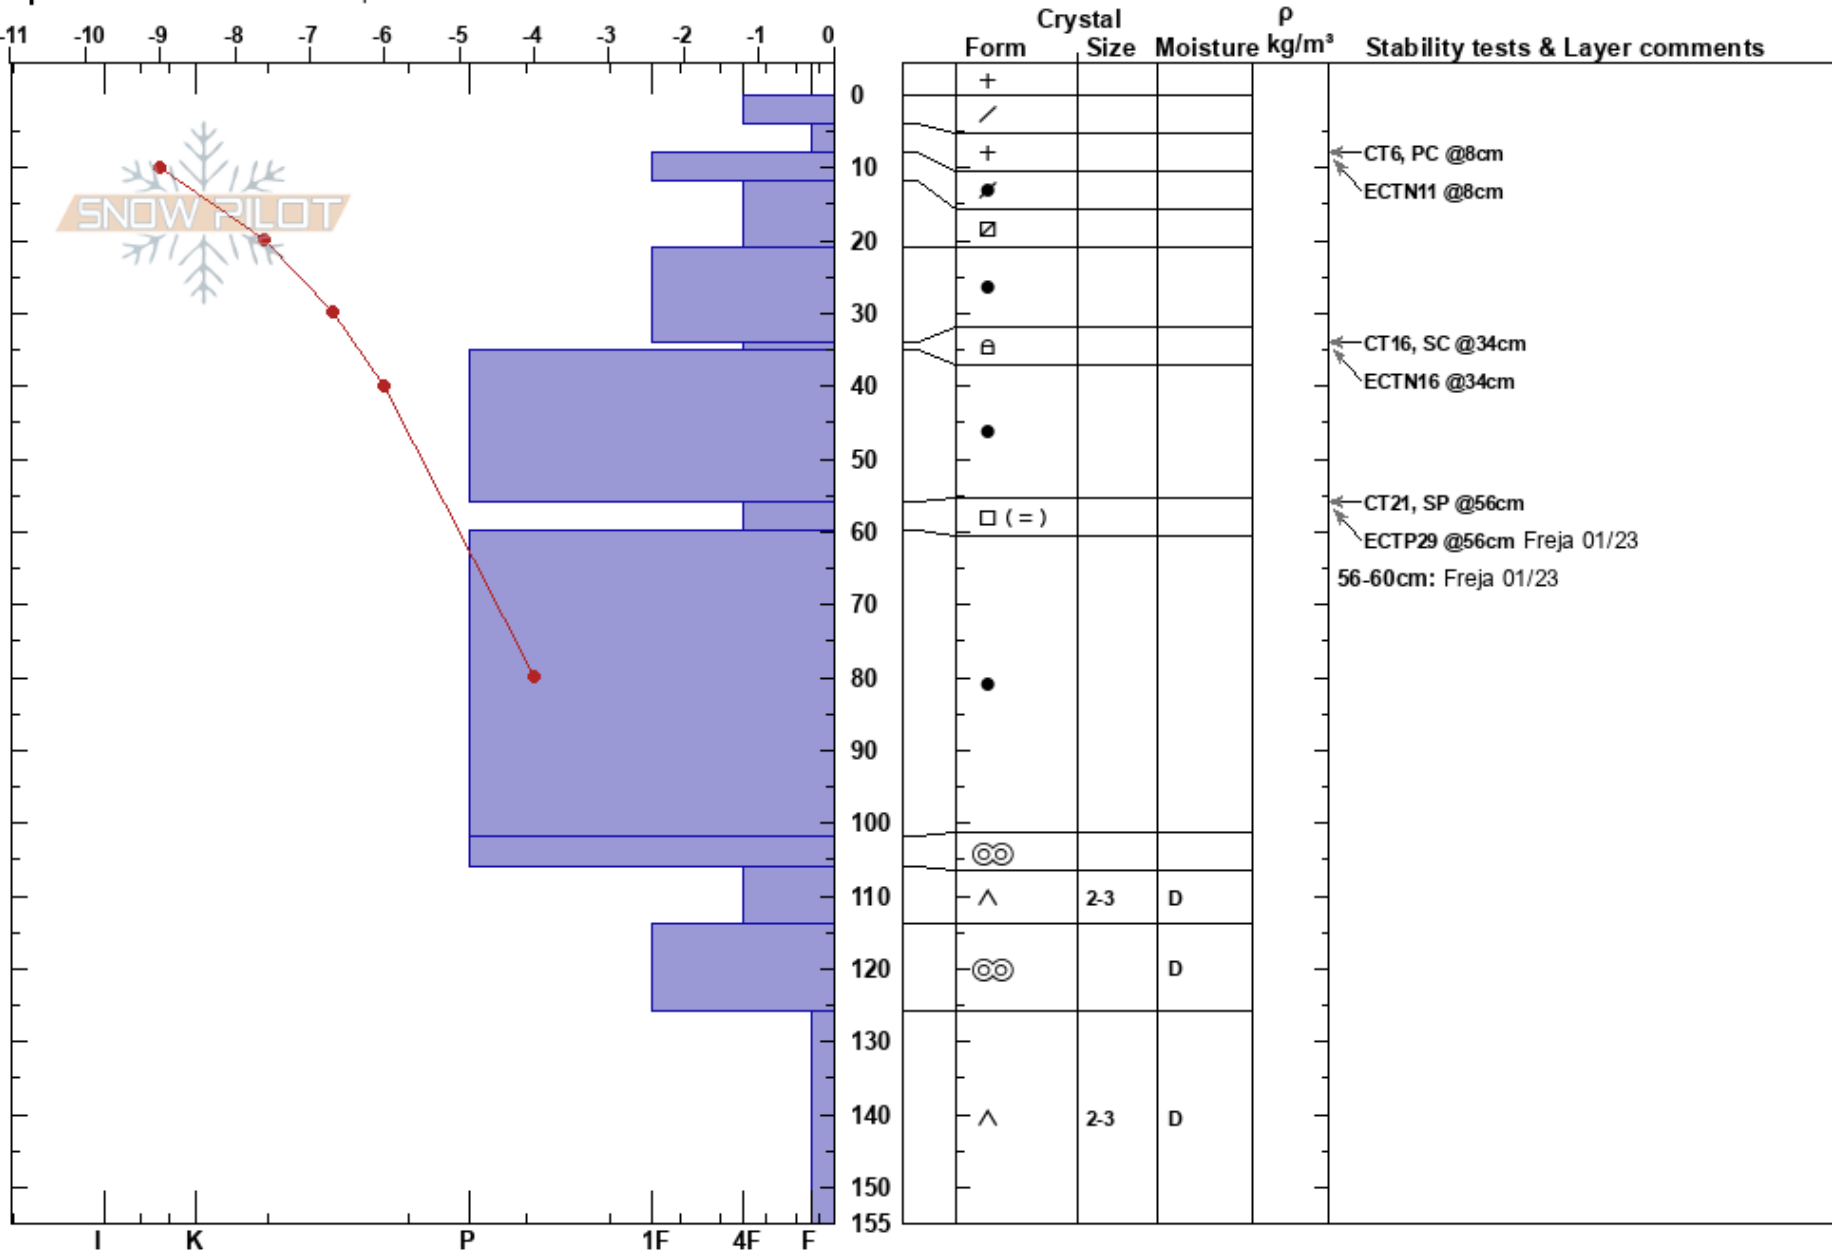 Crystal ρ
-11 -10 -9 -8 -7 -6 -5 -4 -3 -2 -1 0 Form Size Moisture kg/m³ Stability tests & Layer comments
+
0
/
+ CT6, PC @8cm
10
ECTN11 @8cm
SNOW PILOT
20
30
CT16, SC @34cm
40 ECTN16 @34cm
50
CT21, SP @56cm
( = )
60
ECTP29 @56cm Freja 01/23
56-60cm: Freja 01/23
70
80
90
100
110 2-3 D
120 D
130
140 2-3 D
150
155
I K P 1F 4F F